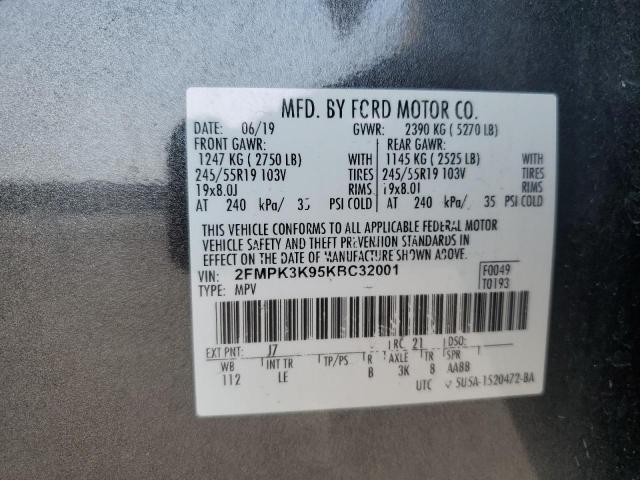 MFD. BY FORD MOTOR CO.
DATE: 06/19 GVWR: 2390 KG ( 5270 LB)
FRONT GAWR: REAR GAWR:
1247 KG ( 2750 LB) WITH 1145 KG ( 2525 LB) WITH
245/55R19 103V TIRES 245/55R19 103V TIRES
19x8.0J RIMS 19x8.0J RIMS
AT 240 kPa/ 35 PSI COLD AT 240 kPa/ 35 PSI COLD
THIS VEHICLE CONFORMS TO ALL APPLICABLE FEDERAL MOTOR
VEHICLE SAFETY AND THEFT PREVENTION STANDARDS IN
EFFECT ON THE DATE OF MANUFACTURE SHOWN ABOVE.
VIN: 2FMPK3K95KBC32001 F0049
TYPE: MPV T0193
EXT PNT: J7 RC: 21 DSO:
WB INT TR TP/PS R AXLE TR SPR
112 LE B 3K 8 AABB
UTC 5U5A-1520472-BA